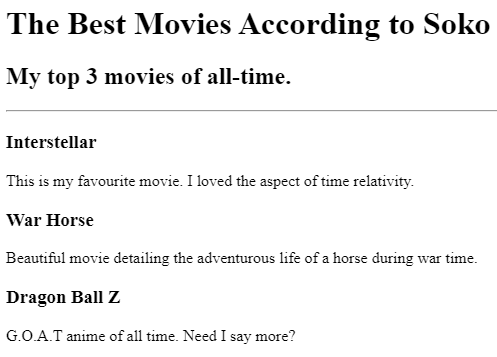 The Best Movies According to Soko
My top 3 movies of all-time.
Interstellar
This is my favourite movie. I loved the aspect of time relativity.
War Horse
Beautiful movie detailing the adventurous life of a horse during war time.
Dragon Ball Z
G.O.A.T anime of all time. Need I say more?